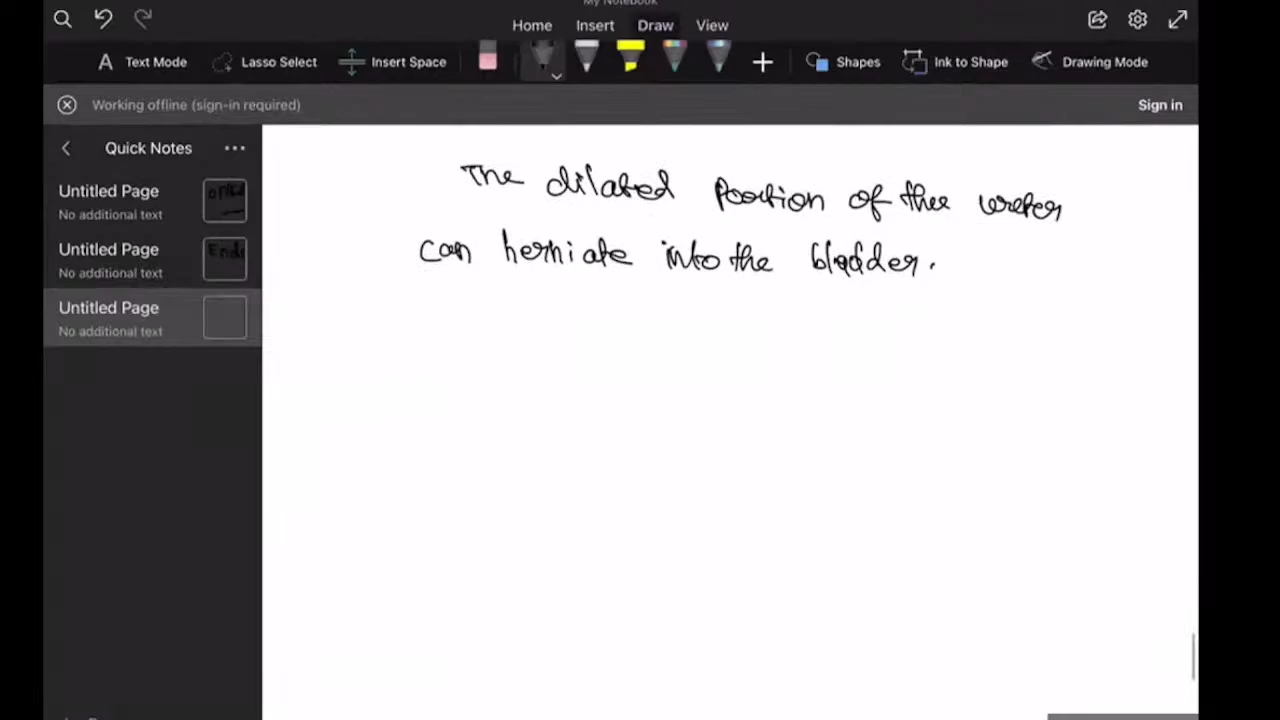 My Notebook
Home Insert Draw View
Text Mode Lasso Select Insert Space Shapes Ink to Shape Drawing Mode
Working offline (sign-in required) Sign in
Quick Notes
Untitled Page
No additional text
Untitled Page
No additional text
Untitled Page
No additional text
The dilated portion of the ureter
can herniate into the bladder.